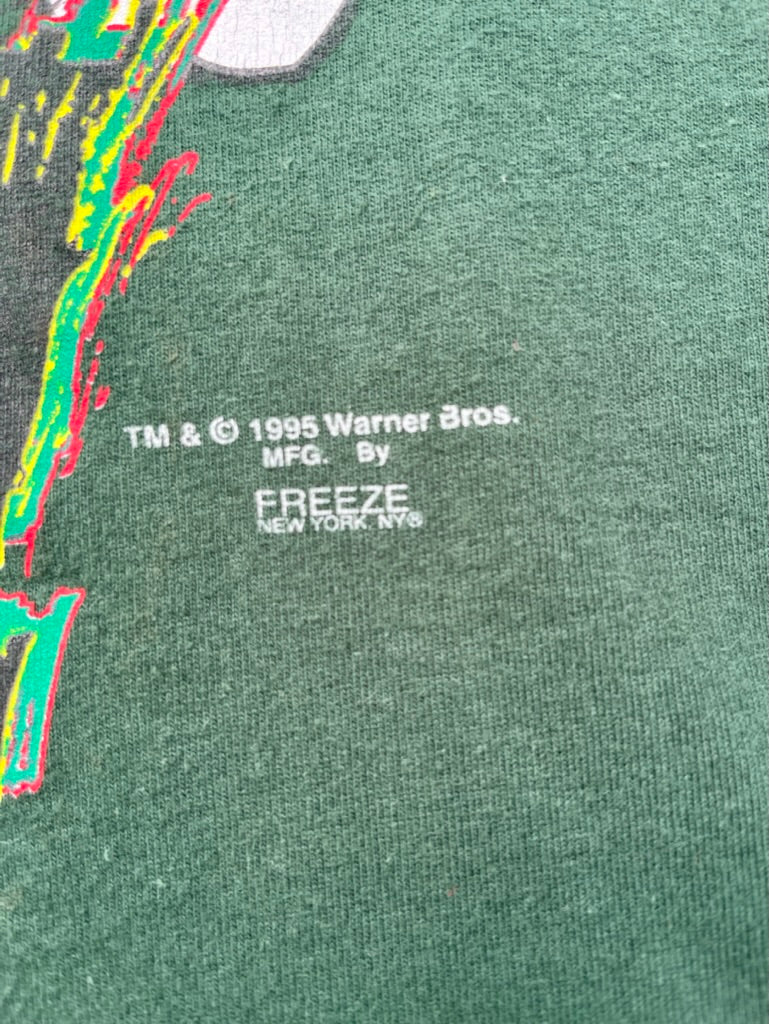 TM & © 1995 Warner Bros.
MFG. By
FREEZE
NEW YORK. NY®